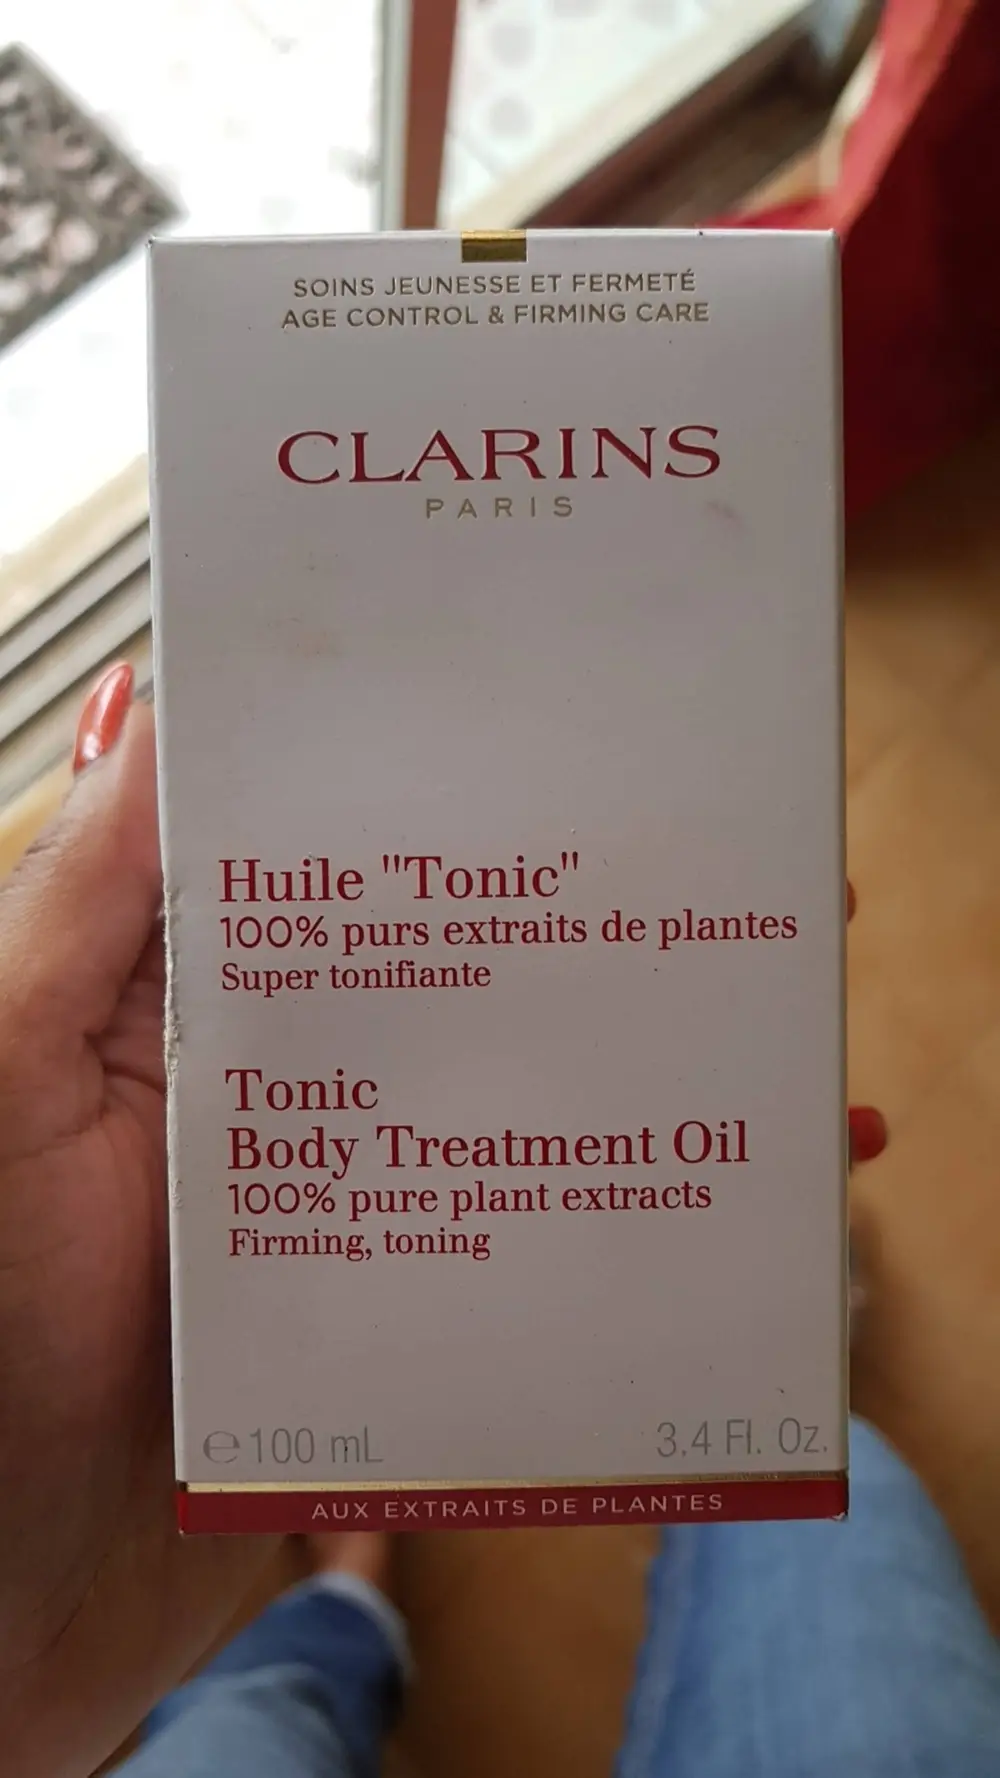 SOINS JEUNESSE ET FERMETÉ
AGE CONTROL & FIRMING CARE
CLARINS
PARIS
Huile "Tonic"
100% purs extraits de plantes
Super tonifiante
Tonic
Body Treatment Oil
100% pure plant extracts
Firming, toning
℮100 mL 3.4 Fl. Oz.
AUX EXTRAITS DE PLANTES